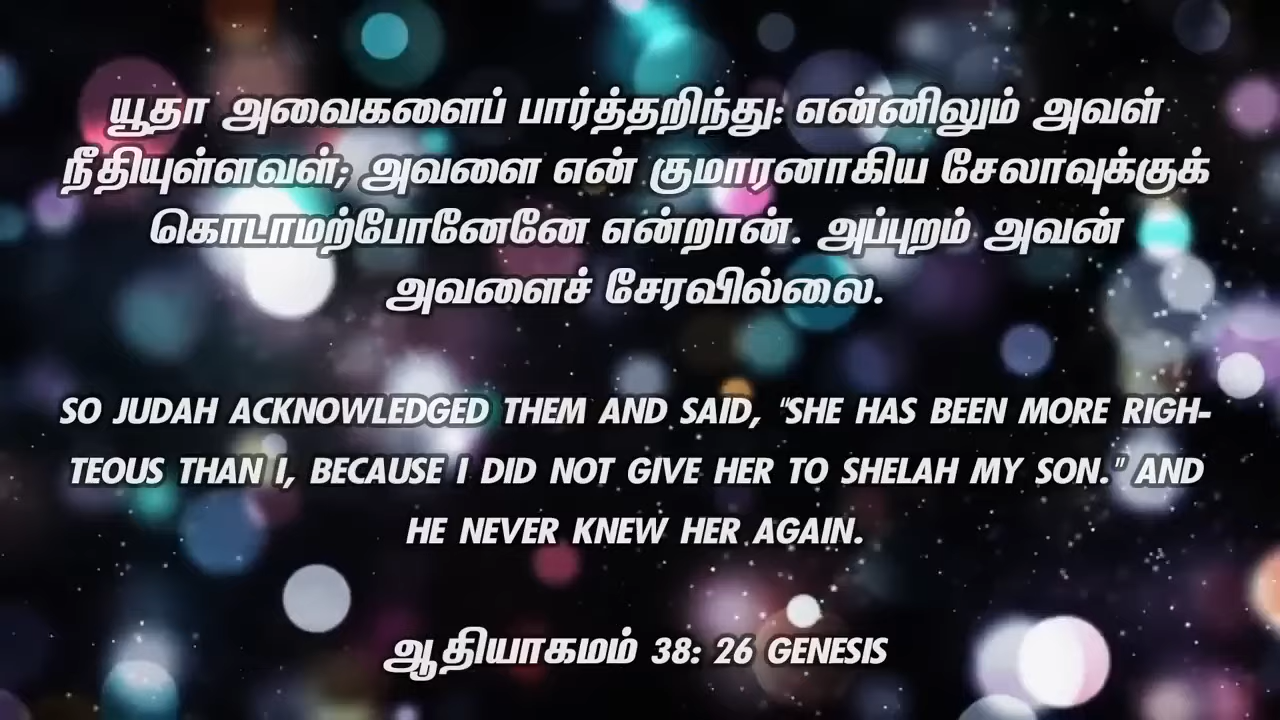 யூதா அவைகளைப் பார்த்தறிந்து: என்னிலும் அவள்
நீதியுள்ளவள்; அவளை என் குமாரனாகிய சேலாவுக்குக்
கொடாமற்போனேனே என்றான். அப்புறம் அவன்
அவளைச் சேரவில்லை.
SO JUDAH ACKNOWLEDGED THEM AND SAID, "SHE HAS BEEN MORE RIGH-
TEOUS THAN I, BECAUSE I DID NOT GIVE HER TO SHELAH MY SON." AND
HE NEVER KNEW HER AGAIN.
ஆதியாகமம் 38: 26 GENESIS